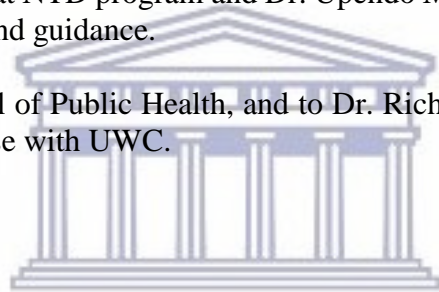 NTD program and Dr. Upendo M
nd guidance.
l of Public Health, and to Dr. Rich
e with UWC.